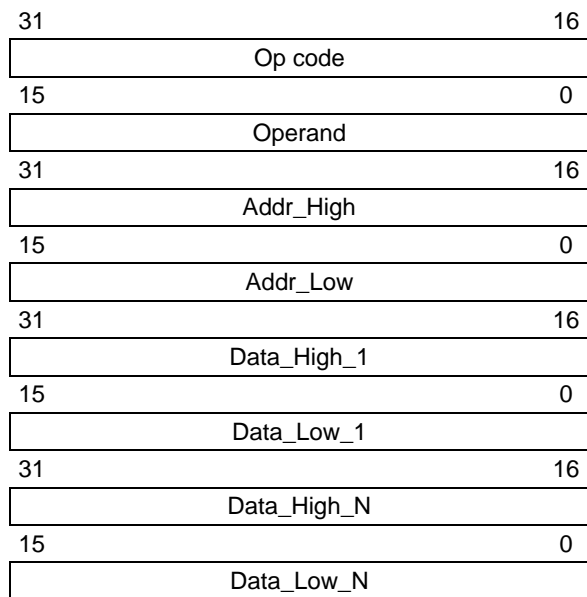 31 16
Op code
15 0
Operand
31 16
Addr_High
15 0
Addr_Low
31 16
Data_High_1
15 0
Data_Low_1
31 16
Data_High_N
15 0
Data_Low_N